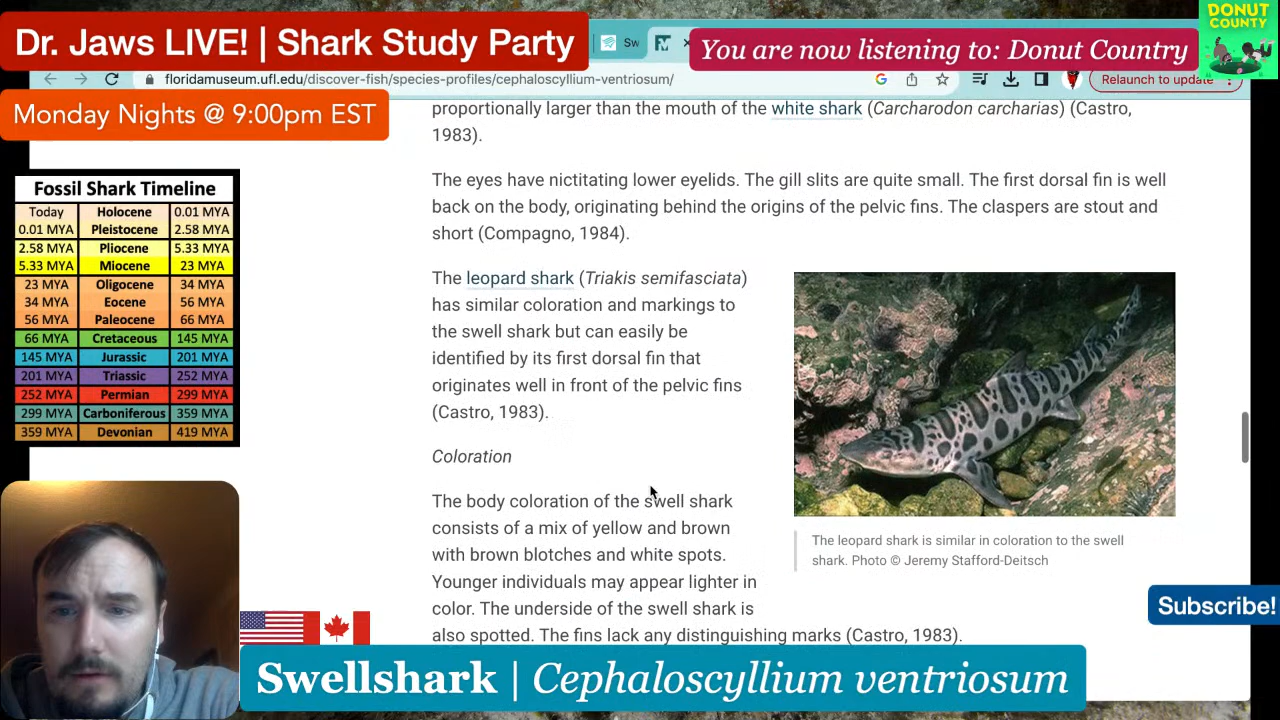 Dr. Jaws LIVE! | Shark Study Party
Sw
You are now listening to: Donut Country
DONUT
COUNTY
floridamuseum.ufl.edu/discover-fish/species-profiles/cephaloscyllium-ventriosum/
Relaunch to update
Monday Nights @ 9:00pm EST
proportionally larger than the mouth of the white shark (Carcharodon carcharias) (Castro,
1983).
Fossil Shark Timeline
Today Holocene 0.01 MYA
0.01 MYA Pleistocene 2.58 MYA
2.58 MYA Pliocene 5.33 MYA
5.33 MYA Miocene 23 MYA
23 MYA Oligocene 34 MYA
34 MYA Eocene 56 MYA
56 MYA Paleocene 66 MYA
66 MYA Cretaceous 145 MYA
145 MYA Jurassic 201 MYA
201 MYA Triassic 252 MYA
252 MYA Permian 299 MYA
299 MYA Carboniferous 359 MYA
359 MYA Devonian 419 MYA
The eyes have nictitating lower eyelids. The gill slits are quite small. The first dorsal fin is well
back on the body, originating behind the origins of the pelvic fins. The claspers are stout and
short (Compagno, 1984).
The leopard shark (Triakis semifasciata)
has similar coloration and markings to
the swell shark but can easily be
identified by its first dorsal fin that
originates well in front of the pelvic fins
(Castro, 1983).
Coloration
The body coloration of the swell shark
consists of a mix of yellow and brown
with brown blotches and white spots.
Younger individuals may appear lighter in
color. The underside of the swell shark is
also spotted. The fins lack any distinguishing marks (Castro, 1983).
The leopard shark is similar in coloration to the swell
shark. Photo © Jeremy Stafford-Deitsch
Subscribe!
Swellshark | Cephaloscyllium ventriosum